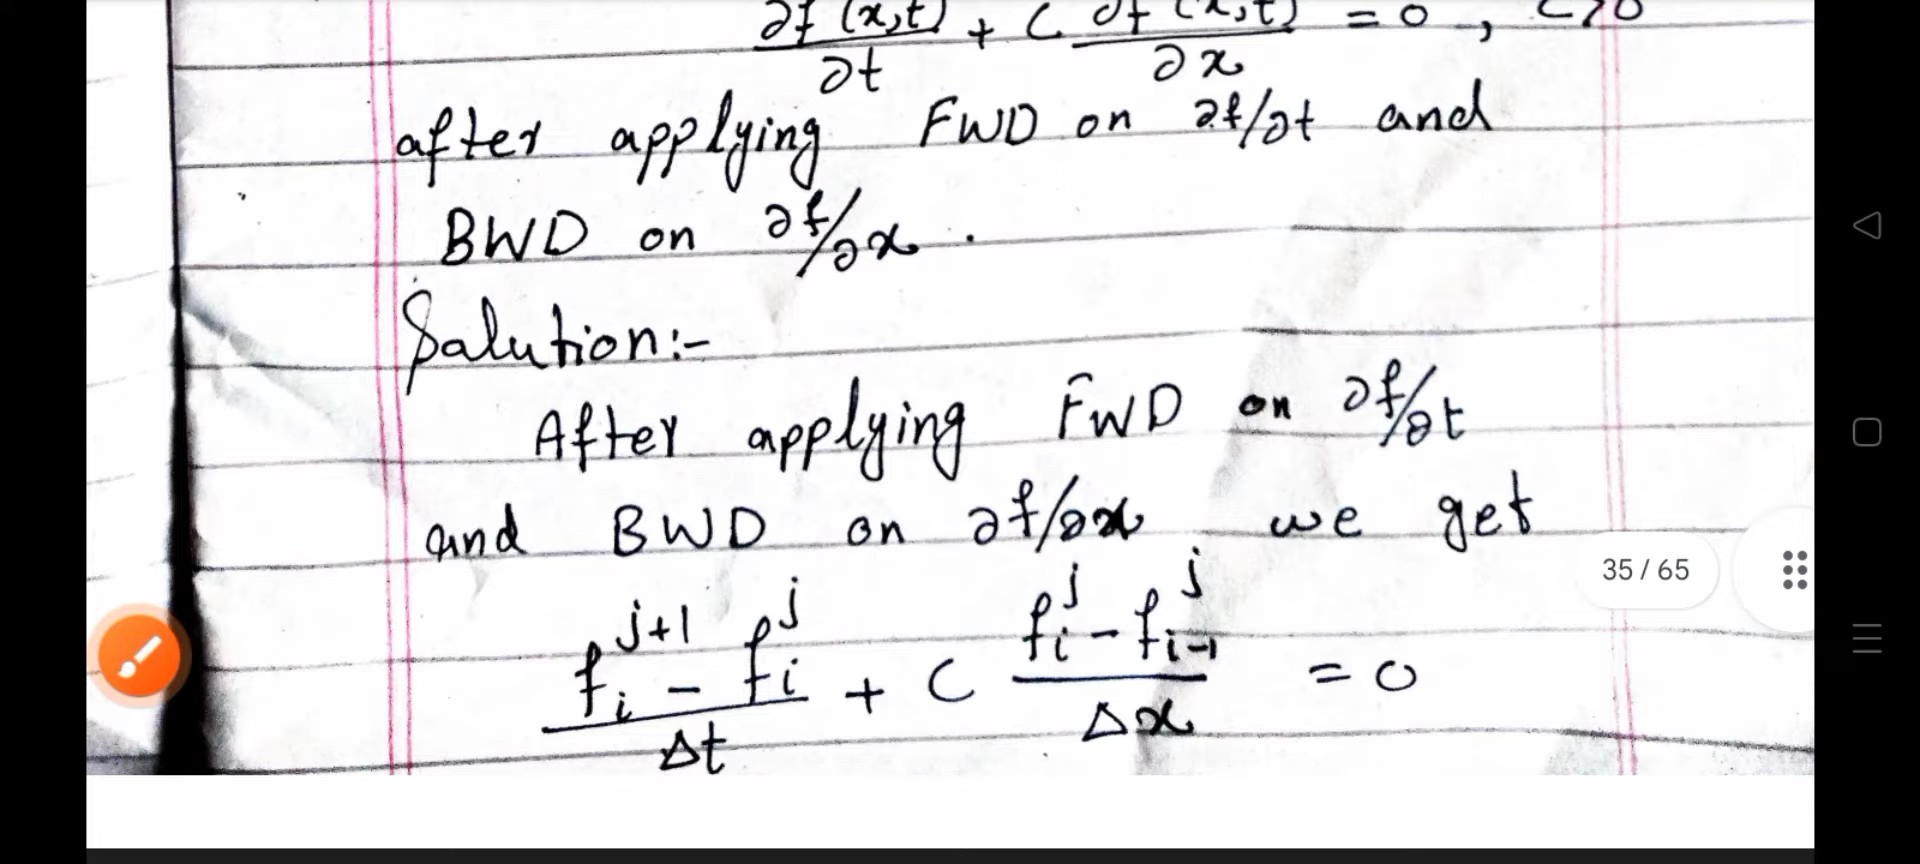 ∂f(x,t)/∂t + C ∂f(x,t)/∂x = 0 , C>0
after applying FWD on ∂f/∂t and
BWD on ∂f/∂x .
Salution:-
After applying FWD on ∂f/∂t
and BWD on ∂f/∂x we get
(f_i^{j+1} - f_i^j)/Δt + C (f_i^j - f_{i-1}^j)/Δx = 0
35 / 65